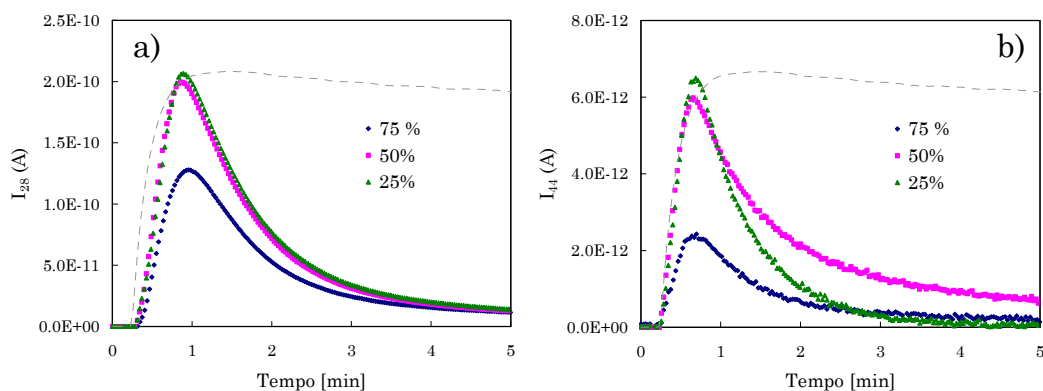 a)
2.5E-10
2.0E-10
1.5E-10
1.0E-10
5.0E-11
0.0E+00
I28 (A)
75 %
50%
25%
0 1 2 3 4 5
Tempo [min]
b)
8.0E-12
6.0E-12
4.0E-12
2.0E-12
0.0E+00
I44 (A)
75 %
50%
25%
0 1 2 3 4 5
Tempo [min]